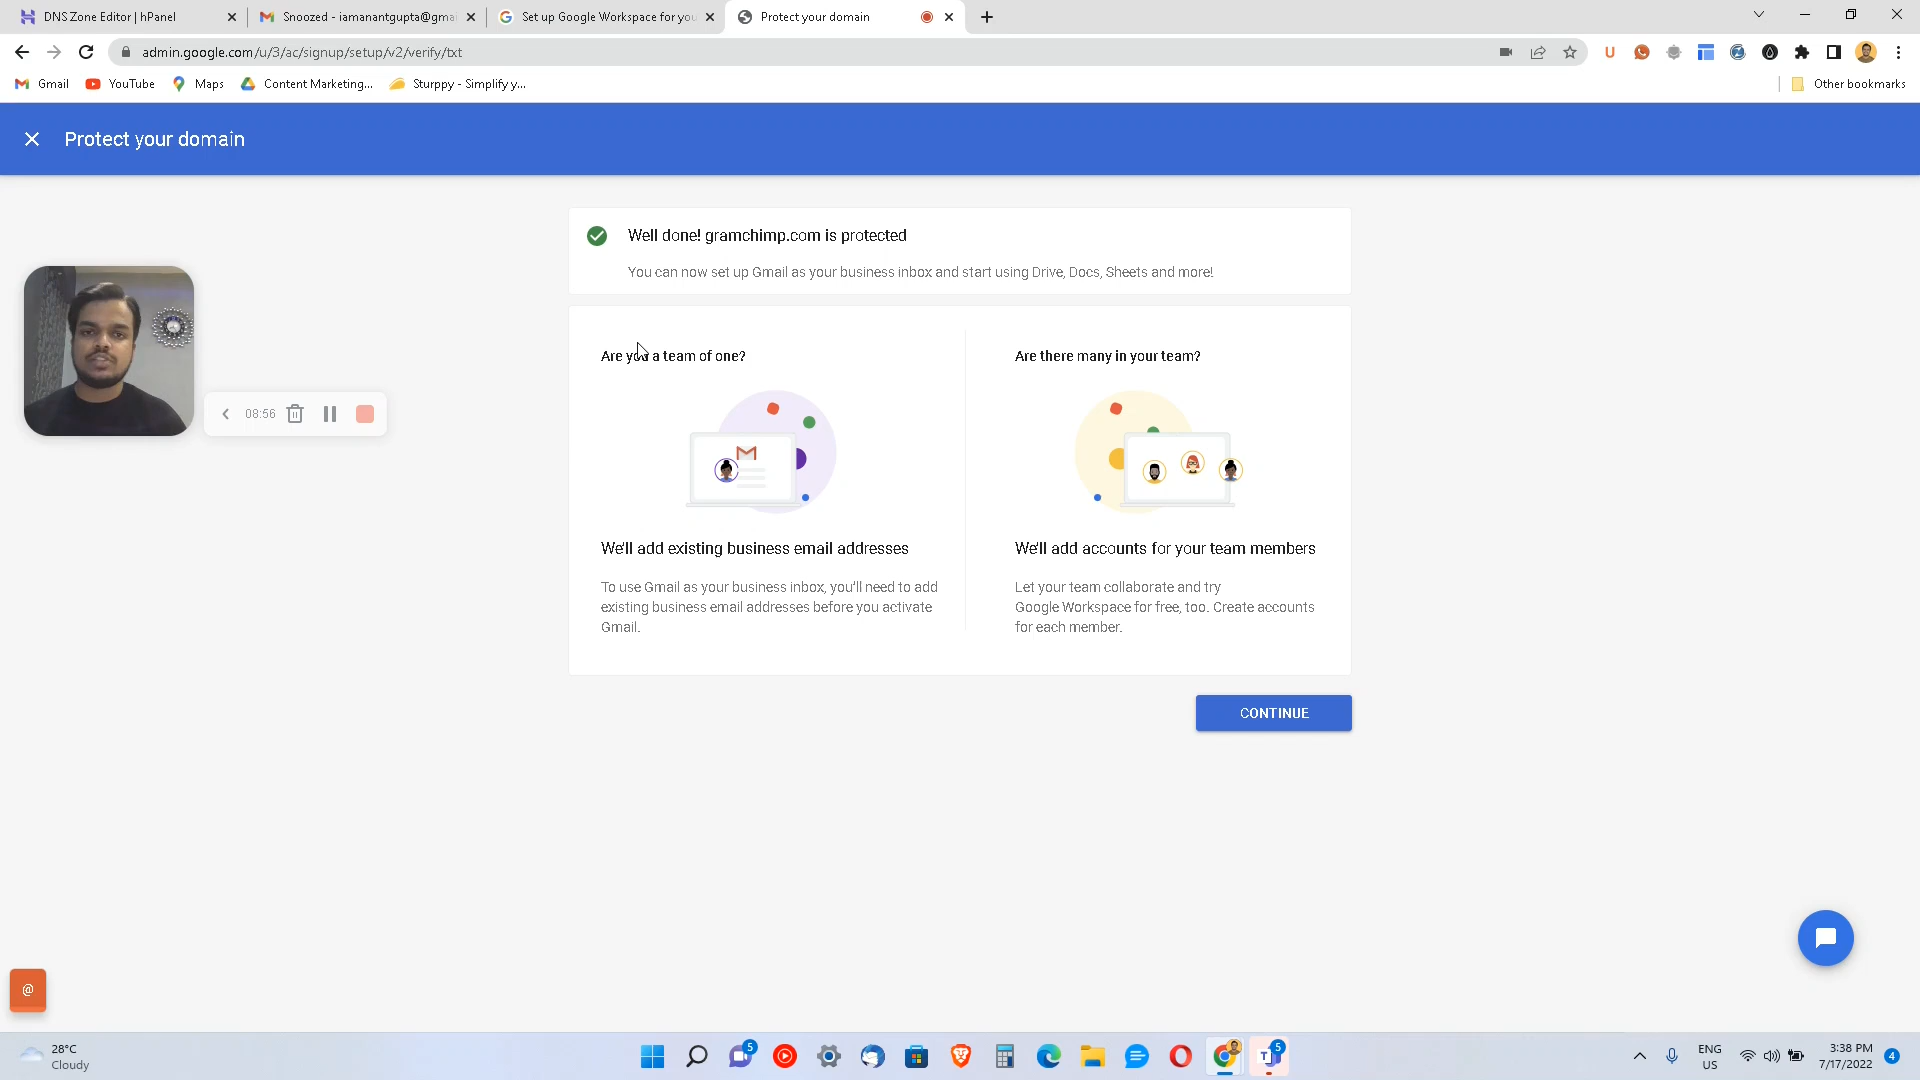 DNS Zone Editor | hPanel
Snoozed - iamanantgupta@gmai
Set up Google Workspace for you
Protect your domain
admin.google.com/u/3/ac/signup/setup/v2/verify/txt
Gmail
YouTube
Maps
Content Marketing...
Sturppy - Simplify y...
Other bookmarks
Protect your domain
Well done! gramchimp.com is protected
You can now set up Gmail as your business inbox and start using Drive, Docs, Sheets and more!
08:56
Are you a team of one?
We'll add existing business email addresses
To use Gmail as your business inbox, you'll need to add
existing business email addresses before you activate
Gmail.
Are there many in your team?
We'll add accounts for your team members
Let your team collaborate and try
Google Workspace for free, too. Create accounts
for each member.
CONTINUE
@
28°C
Cloudy
5
5
ENG
US
3:38 PM
7/17/2022
4